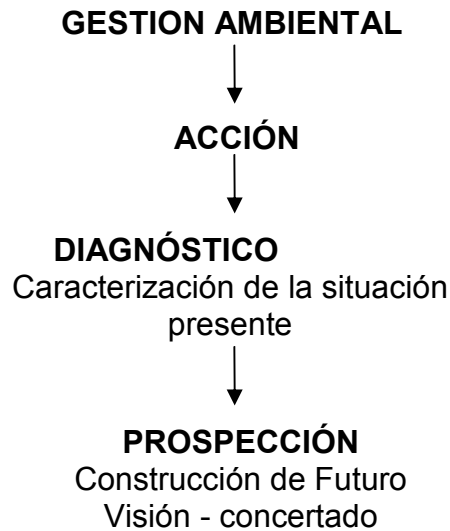 GESTION AMBIENTAL
ACCIÓN
DIAGNÓSTICO
Caracterización de la situación
presente
PROSPECCIÓN
Construcción de Futuro
Visión - concertado